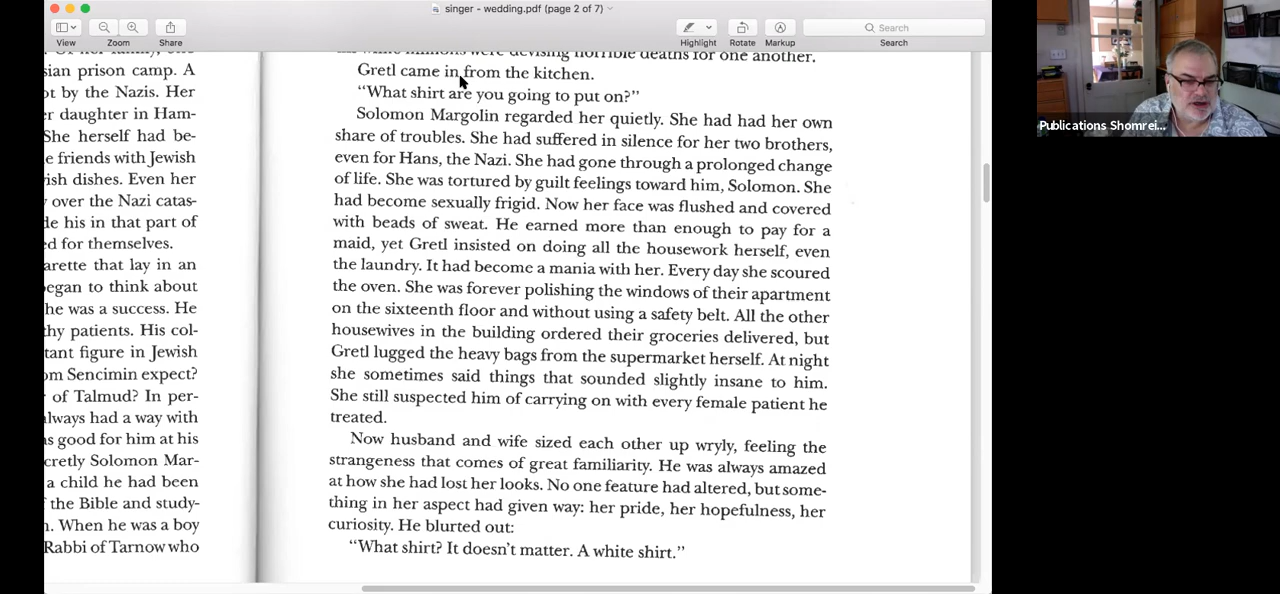 singer - wedding.pdf (page 2 of 7)
View
Zoom
Share
Highlight
Rotate
Markup
Search
Search
sian prison camp. A
ot by the Nazis. Her
er daughter in Ham-
She herself had be-
e friends with Jewish
ish dishes. Even her
over the Nazi catas-
de his in that part of
ed for themselves.
arette that lay in an
egan to think about
he was a success. He
thy patients. His col-
tant figure in Jewish
om Sencimin expect?
of Talmud? In per-
always had a way with
as good for him at his
cretly Solomon Mar-
a child he had been
f the Bible and study-
n. When he was a boy
Rabbi of Tarnow who
were devising horrible deaths for one another.
Gretl came in from the kitchen.
“What shirt are you going to put on?”
Solomon Margolin regarded her quietly. She had had her own
share of troubles. She had suffered in silence for her two brothers,
even for Hans, the Nazi. She had gone through a prolonged change
of life. She was tortured by guilt feelings toward him, Solomon. She
had become sexually frigid. Now her face was flushed and covered
with beads of sweat. He earned more than enough to pay for a
maid, yet Gretl insisted on doing all the housework herself, even
the laundry. It had become a mania with her. Every day she scoured
the oven. She was forever polishing the windows of their apartment
on the sixteenth floor and without using a safety belt. All the other
housewives in the building ordered their groceries delivered, but
Gretl lugged the heavy bags from the supermarket herself. At night
she sometimes said things that sounded slightly insane to him.
She still suspected him of carrying on with every female patient he
treated.
Now husband and wife sized each other up wryly, feeling the
strangeness that comes of great familiarity. He was always amazed
at how she had lost her looks. No one feature had altered, but some-
thing in her aspect had given way: her pride, her hopefulness, her
curiosity. He blurted out:
“What shirt? It doesn’t matter. A white shirt.”
Publications Shomrei...